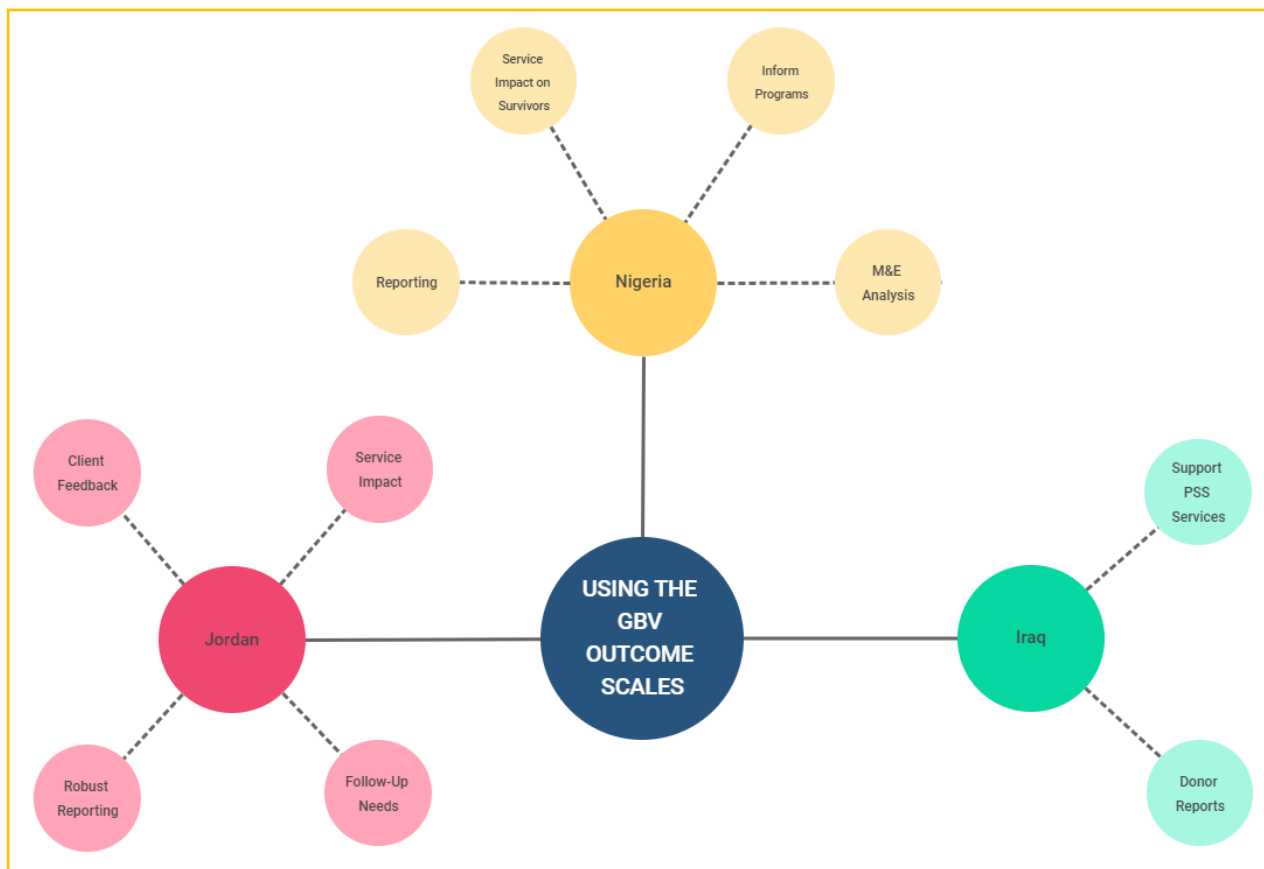 Service
Impact on
Survivors
Inform
Programs
Reporting
Nigeria
M&E
Analysis
Client
Feedback
Service
Impact
Jordan
Robust
Reporting
Follow-Up
Needs
USING THE
GBV
OUTCOME
SCALES
Support
PSS
Services
Iraq
Donor
Reports